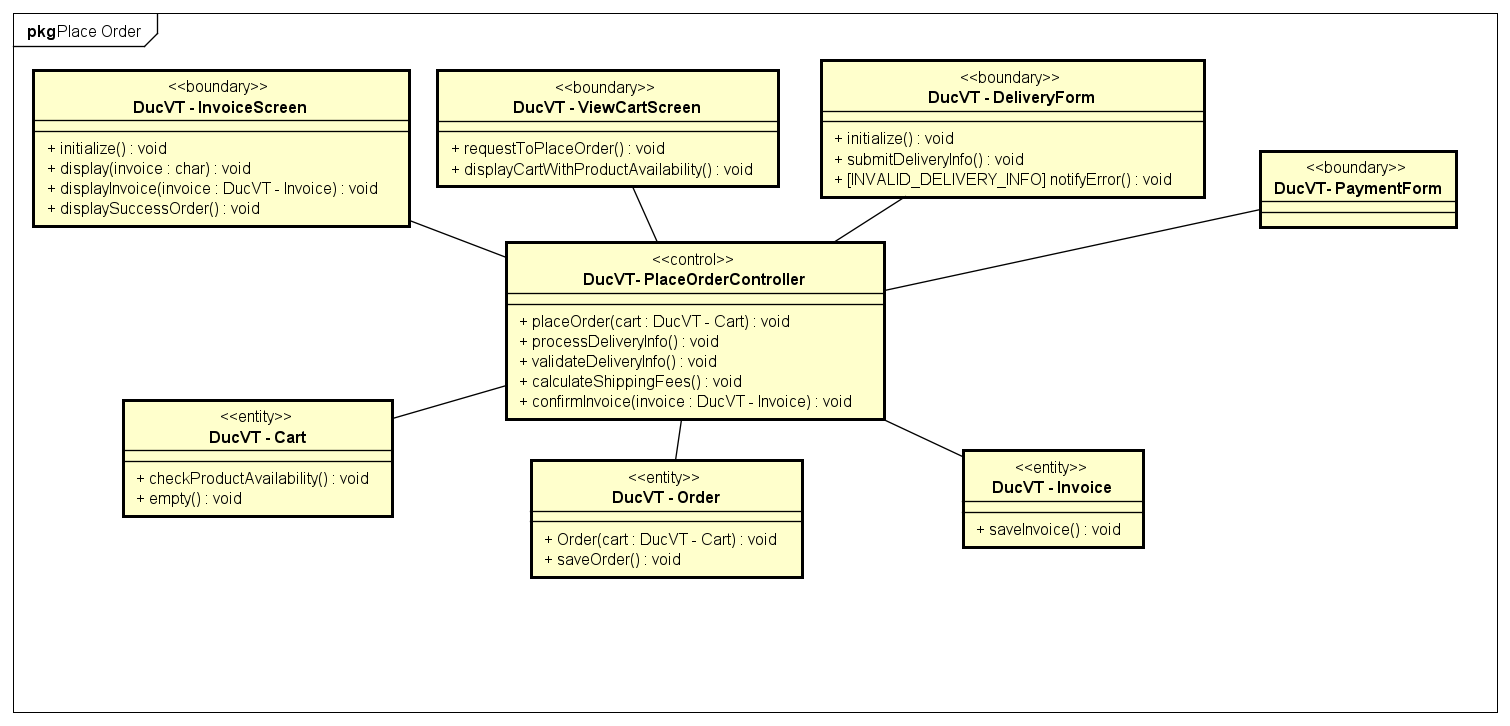 pkg Place Order
<<boundary>>
DucVT - InvoiceScreen
+ initialize() : void
+ display(invoice : char) : void
+ displayInvoice(invoice : DucVT - Invoice) : void
+ displaySuccessOrder() : void
<<boundary>>
DucVT - ViewCartScreen
+ requestToPlaceOrder() : void
+ displayCartWithProductAvailability() : void
<<boundary>>
DucVT - DeliveryForm
+ initialize() : void
+ submitDeliveryInfo() : void
+ [INVALID_DELIVERY_INFO] notifyError() : void
<<boundary>>
DucVT- PaymentForm
<<control>>
DucVT- PlaceOrderController
+ placeOrder(cart : DucVT - Cart) : void
+ processDeliveryInfo() : void
+ validateDeliveryInfo() : void
+ calculateShippingFees() : void
+ confirmInvoice(invoice : DucVT - Invoice) : void
<<entity>>
DucVT - Cart
+ checkProductAvailability() : void
+ empty() : void
<<entity>>
DucVT - Order
+ Order(cart : DucVT - Cart) : void
+ saveOrder() : void
<<entity>>
DucVT - Invoice
+ saveInvoice() : void